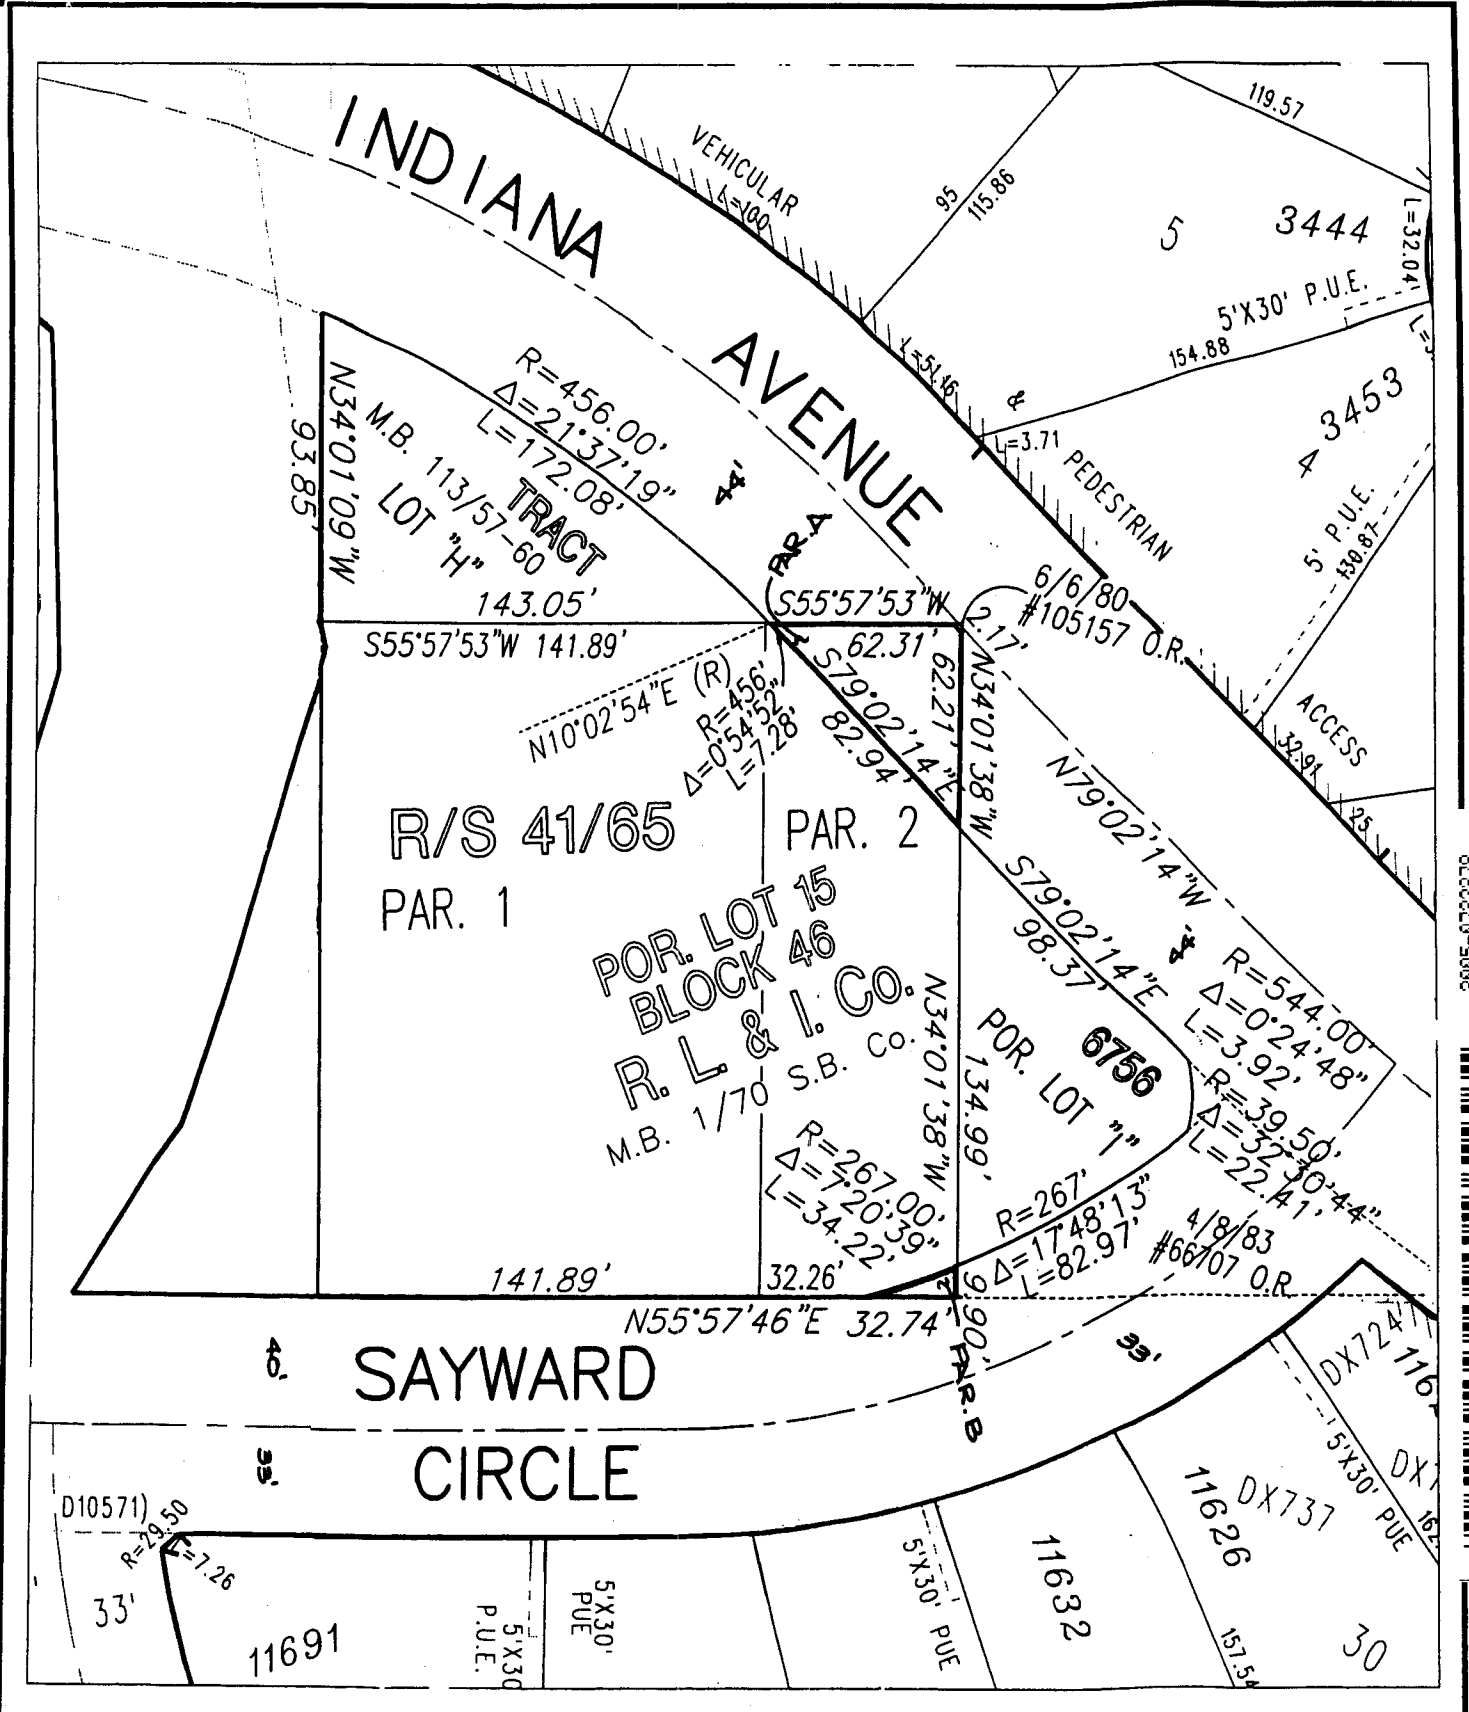 INDIANA
AVENUE
VEHICULAR
L=100
95
115.86
119.57
5
3444
L=32.04'
5'X30' P.U.E.
154.88
L=51.16
&
L=3.71
PEDESTRIAN
4
3453
5' P.U.E.
130.87
ACCESS
32.91
25
N34°01'09"W
93.85'
R=456.00'
Δ=21°37'19"
L=172.08'
M.B. 113/57-60
LOT "H"
TRACT
44'
PAR.A
143.05'
S55°57'53"W 141.89'
S55°57'53"W
62.31'
2.17'
6/6/80
#105157 O.R.
N10°02'54"E (R)
R=456'
Δ=0°54'52"
L=7.28'
S79°02'14"E
82.94'
62.21'
N34°01'38"W
N79°02'14"W
R/S 41/65
PAR. 1
PAR. 2
POR. LOT 15
BLOCK 46
R. L. & I. Co.
M.B. 1/70 S.B. Co.
S79°02'14"E
98.37'
44'
R=544.00'
Δ=0°24'48"
L=3.92'
R=39.50'
Δ=32°30'44"
L=22.41'
N34°01'38"W
134.99'
POR. LOT "I"
6756
R=267.00'
Δ=7°20'39"
L=34.22'
R=267'
Δ=17°48'13"
L=82.97'
4/8/83
#66707 O.R.
141.89'
32.26'
N55°57'46"E 32.74'
9.90'
PAR.B
33'
40'
SAYWARD
CIRCLE
33'
D10571)
R=29.50
L=7.26
33'
11691
5'X30
P.U.E.
5'X30'
PUE
5'X30' PUE
11632
11626
DX737
DX724
5'X30' PUE
157.54
30